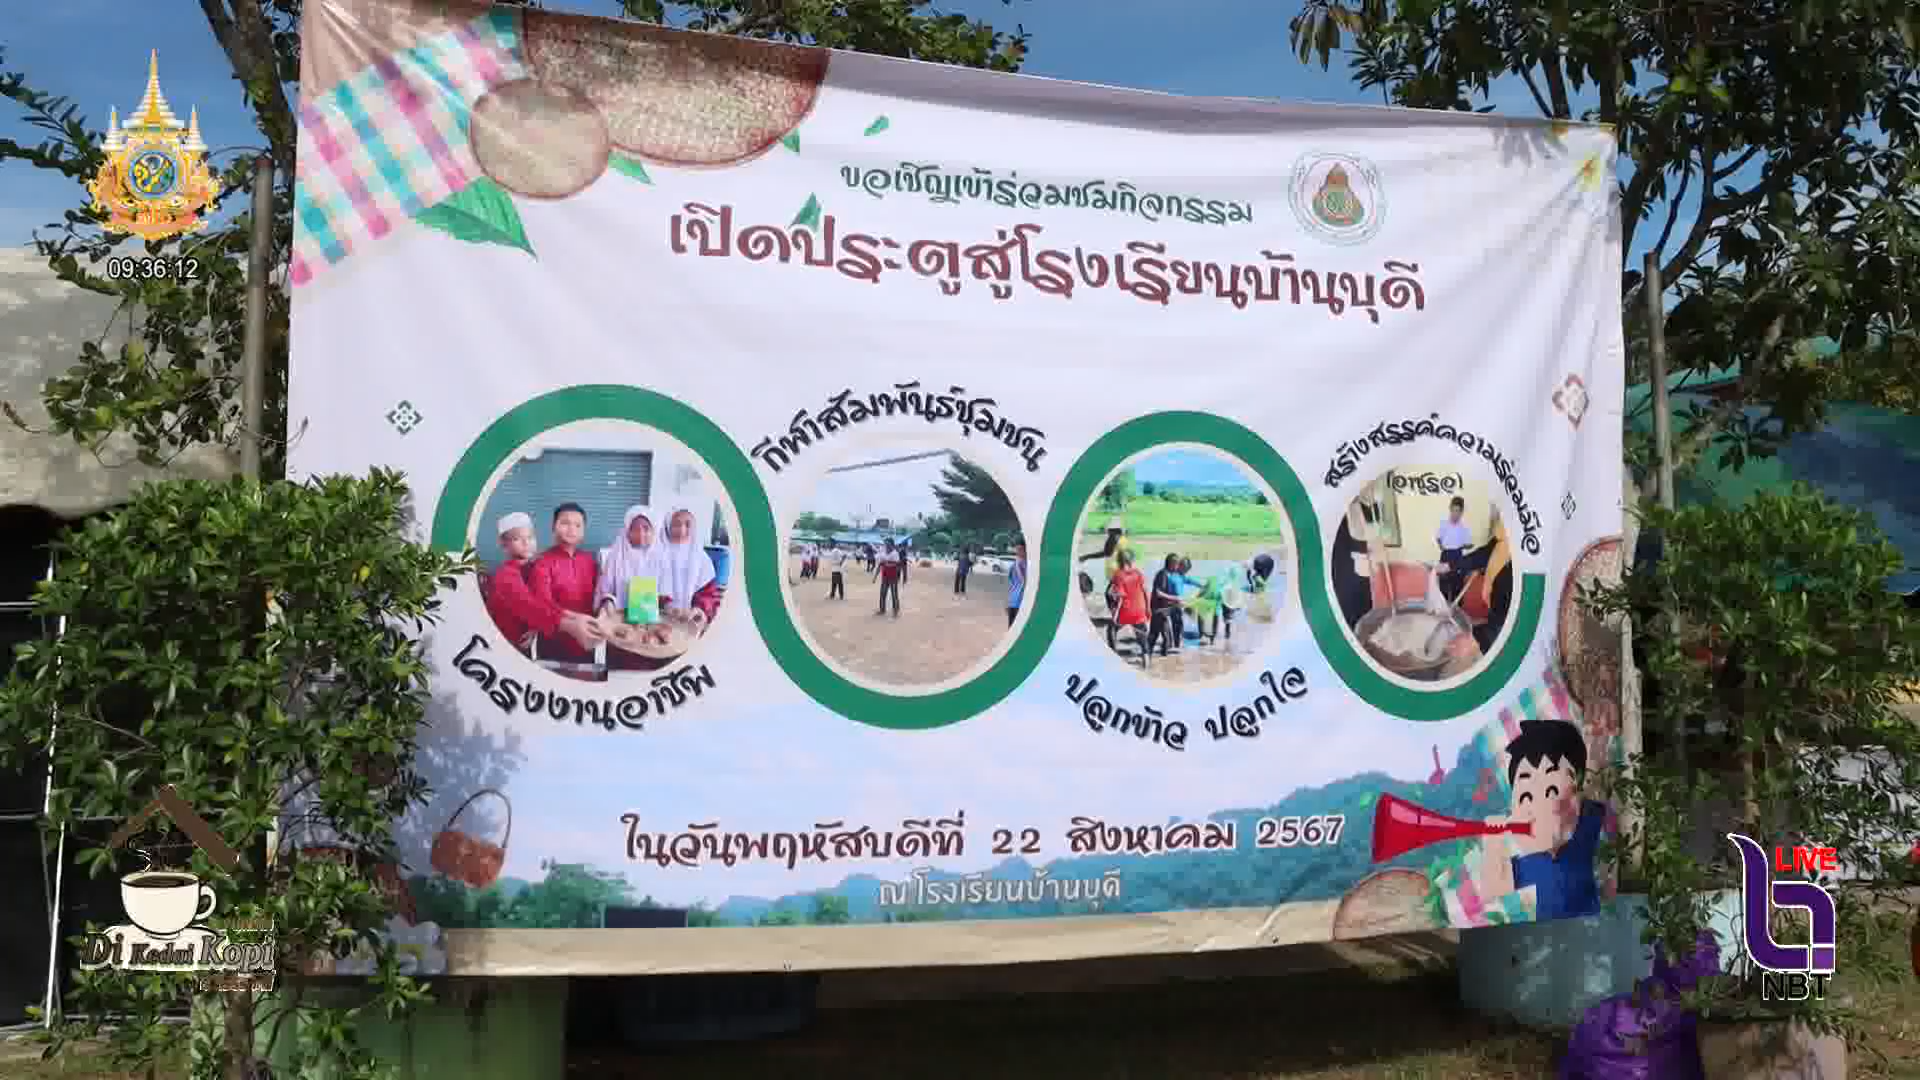 ขอเชิญเข้าร่วมชมกิจกรรม
เปิดประตูสู่โรงเรียนบ้านบุดี
09:36:12
กีฬาสัมพันธ์ชุมชน
สร้างสรรค์ความร่วมมือ
(อาซูรอ)
โครงงานอาชีพ
ปลูกข้าว ปลูกใจ
ในวันพฤหัสบดีที่ 22 สิงหาคม 2567
ณ โรงเรียนบ้านบุดี
LIVE
NBT
Di Kedai Kopi